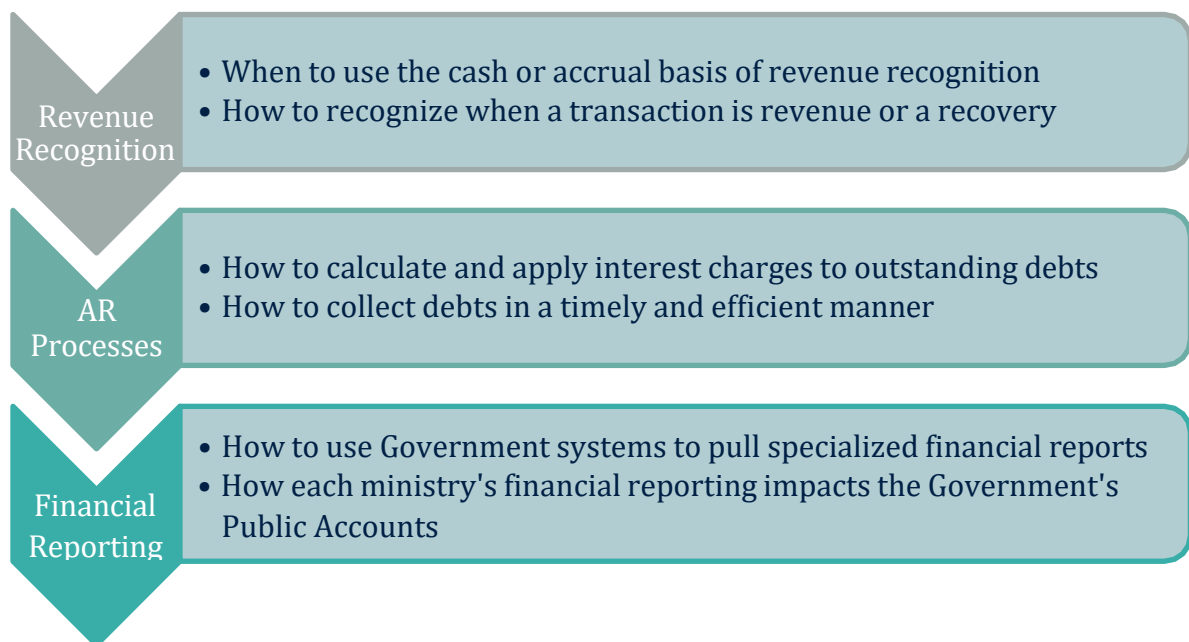 Revenue
Recognition
• When to use the cash or accrual basis of revenue recognition
• How to recognize when a transaction is revenue or a recovery
AR
Processes
• How to calculate and apply interest charges to outstanding debts
• How to collect debts in a timely and efficient manner
Financial
Reporting
• How to use Government systems to pull specialized financial reports
• How each ministry's financial reporting impacts the Government's
Public Accounts